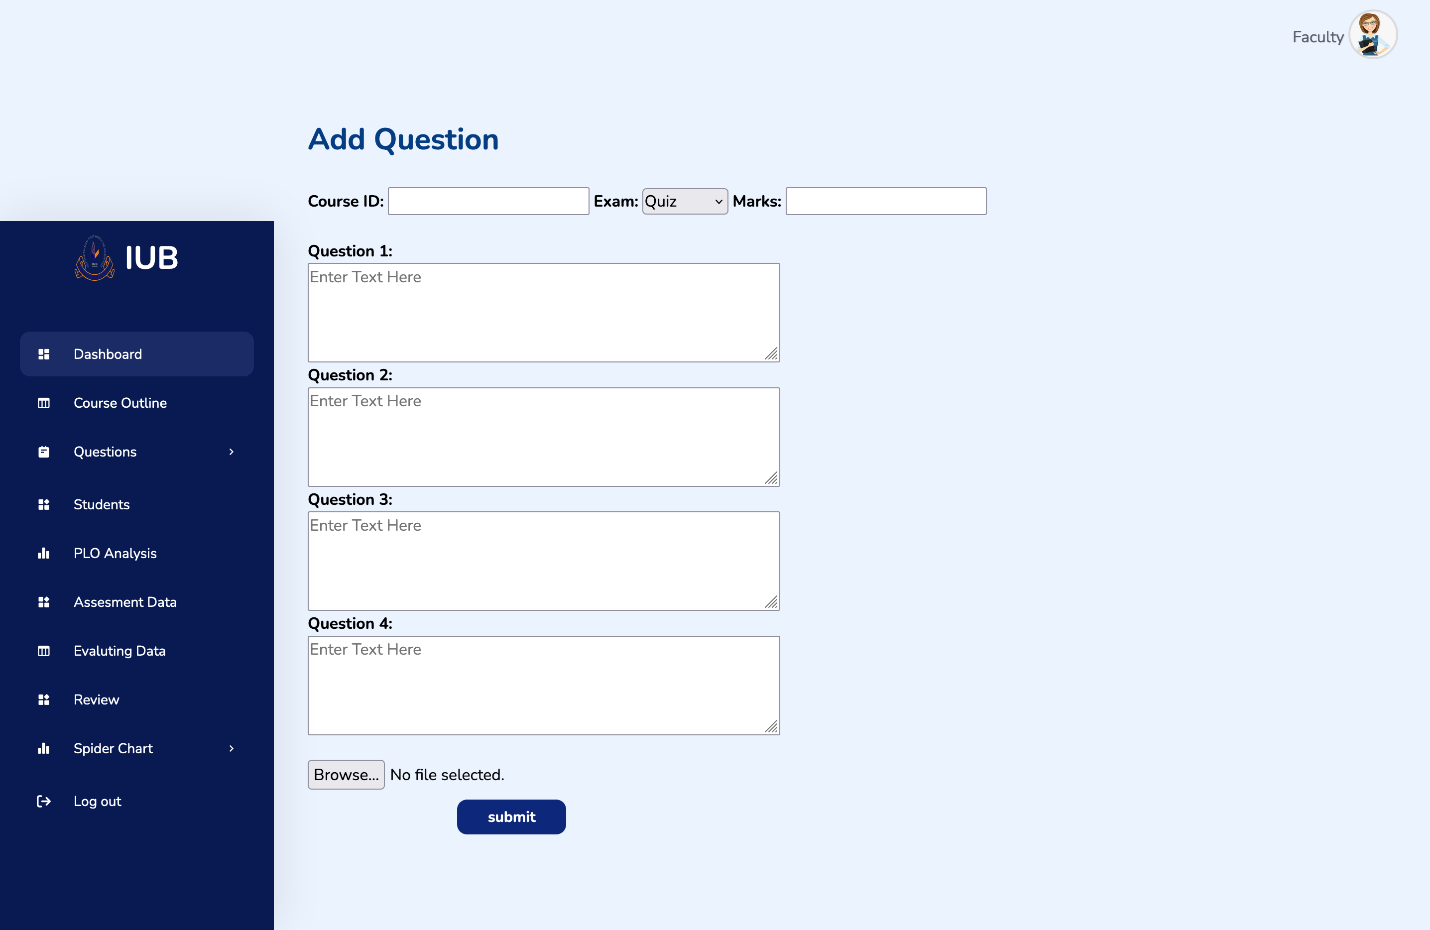 Faculty
Add Question
Course ID: Exam: Quiz Marks:
Question 1:
Enter Text Here
Question 2:
Enter Text Here
Question 3:
Enter Text Here
Question 4:
Enter Text Here
Browse... No file selected.
submit
IUB
Dashboard
Course Outline
Questions
Students
PLO Analysis
Assesment Data
Evaluting Data
Review
Spider Chart
Log out